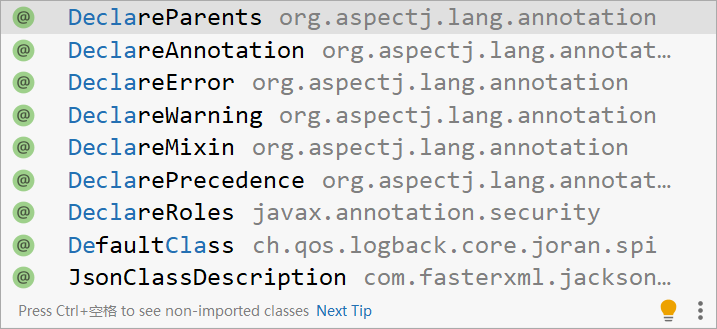 @ DeclareParents org.aspectj.lang.annotation
@ DeclareAnnotation org.aspectj.lang.annotat…
@ DeclareError org.aspectj.lang.annotation
@ DeclareWarning org.aspectj.lang.annotation
@ DeclareMixin org.aspectj.lang.annotation
@ DeclarePrecedence org.aspectj.lang.annotat…
@ DeclareRoles javax.annotation.security
@ DefaultClass ch.qos.logback.core.joran.spi
@ JsonClassDescription com.fasterxml.jackson…
Press Ctrl+空格 to see non-imported classes Next Tip